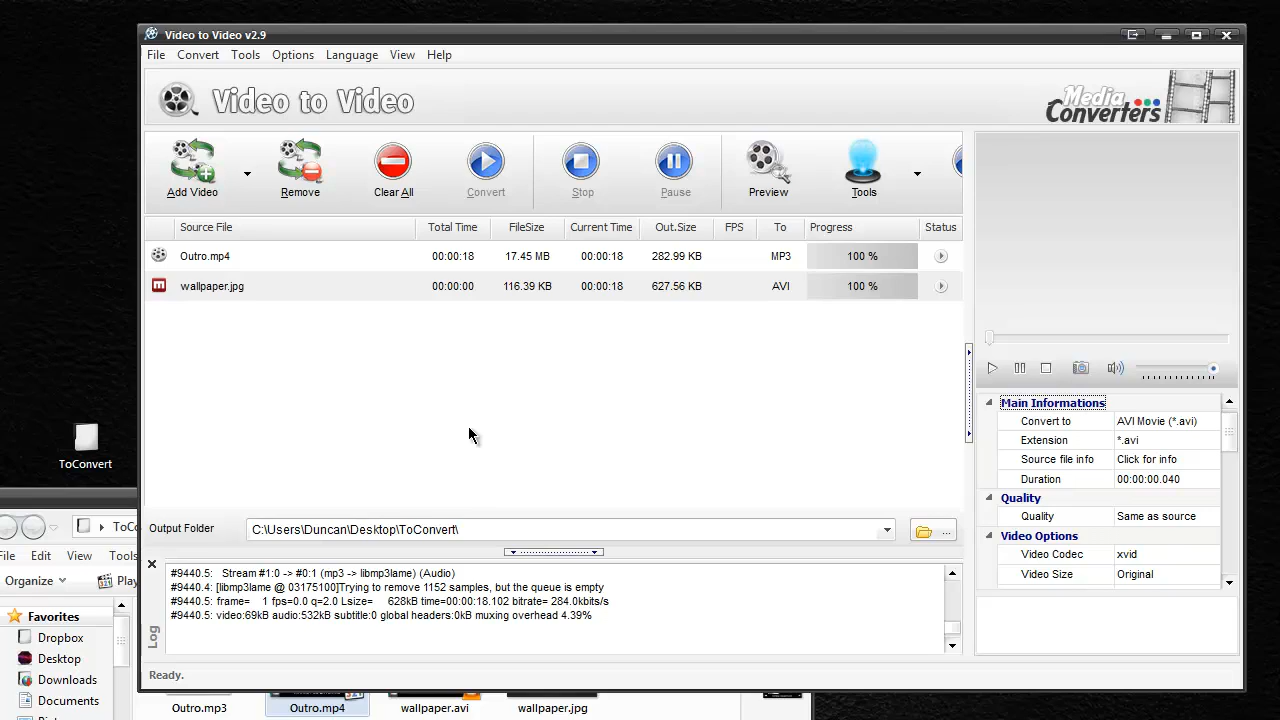 Video to Video v2.9
File Convert Tools Options Language View Help
Video to Video
Media Converters
Add Video Remove Clear All Convert Stop Pause Preview Tools
Source File Total Time FileSize Current Time Out.Size FPS To Progress Status
Outro.mp4 00:00:18 17.45 MB 00:00:18 282.99 KB MP3 100 %
wallpaper.jpg 00:00:00 116.39 KB 00:00:18 627.56 KB AVI 100 %
Main Informations
Convert to AVI Movie (*.avi)
Extension *.avi
Source file info Click for info
Duration 00:00:00.040
Quality
Quality Same as source
Video Options
Video Codec xvid
Video Size Original
Output Folder C:\Users\Duncan\Desktop\ToConvert\ ...
Log
#9440.5: Stream #1:0 -> #0:1 (mp3 -> libmp3lame) (Audio)
#9440.4: [libmp3lame @ 03175100]Trying to remove 1152 samples, but the queue is empty
#9440.5: frame= 1 fps=0.0 q=2.0 Lsize= 628kB time=00:00:18.102 bitrate= 284.0kbits/s
#9440.5: video:69kB audio:532kB subtitle:0 global headers:0kB muxing overhead 4.39%
Ready.
ToConvert
ToCo
File Edit View Tools
Organize Play
Favorites
Dropbox
Desktop
Downloads
Documents
Outro.mp3 Outro.mp4 wallpaper.avi wallpaper.jpg